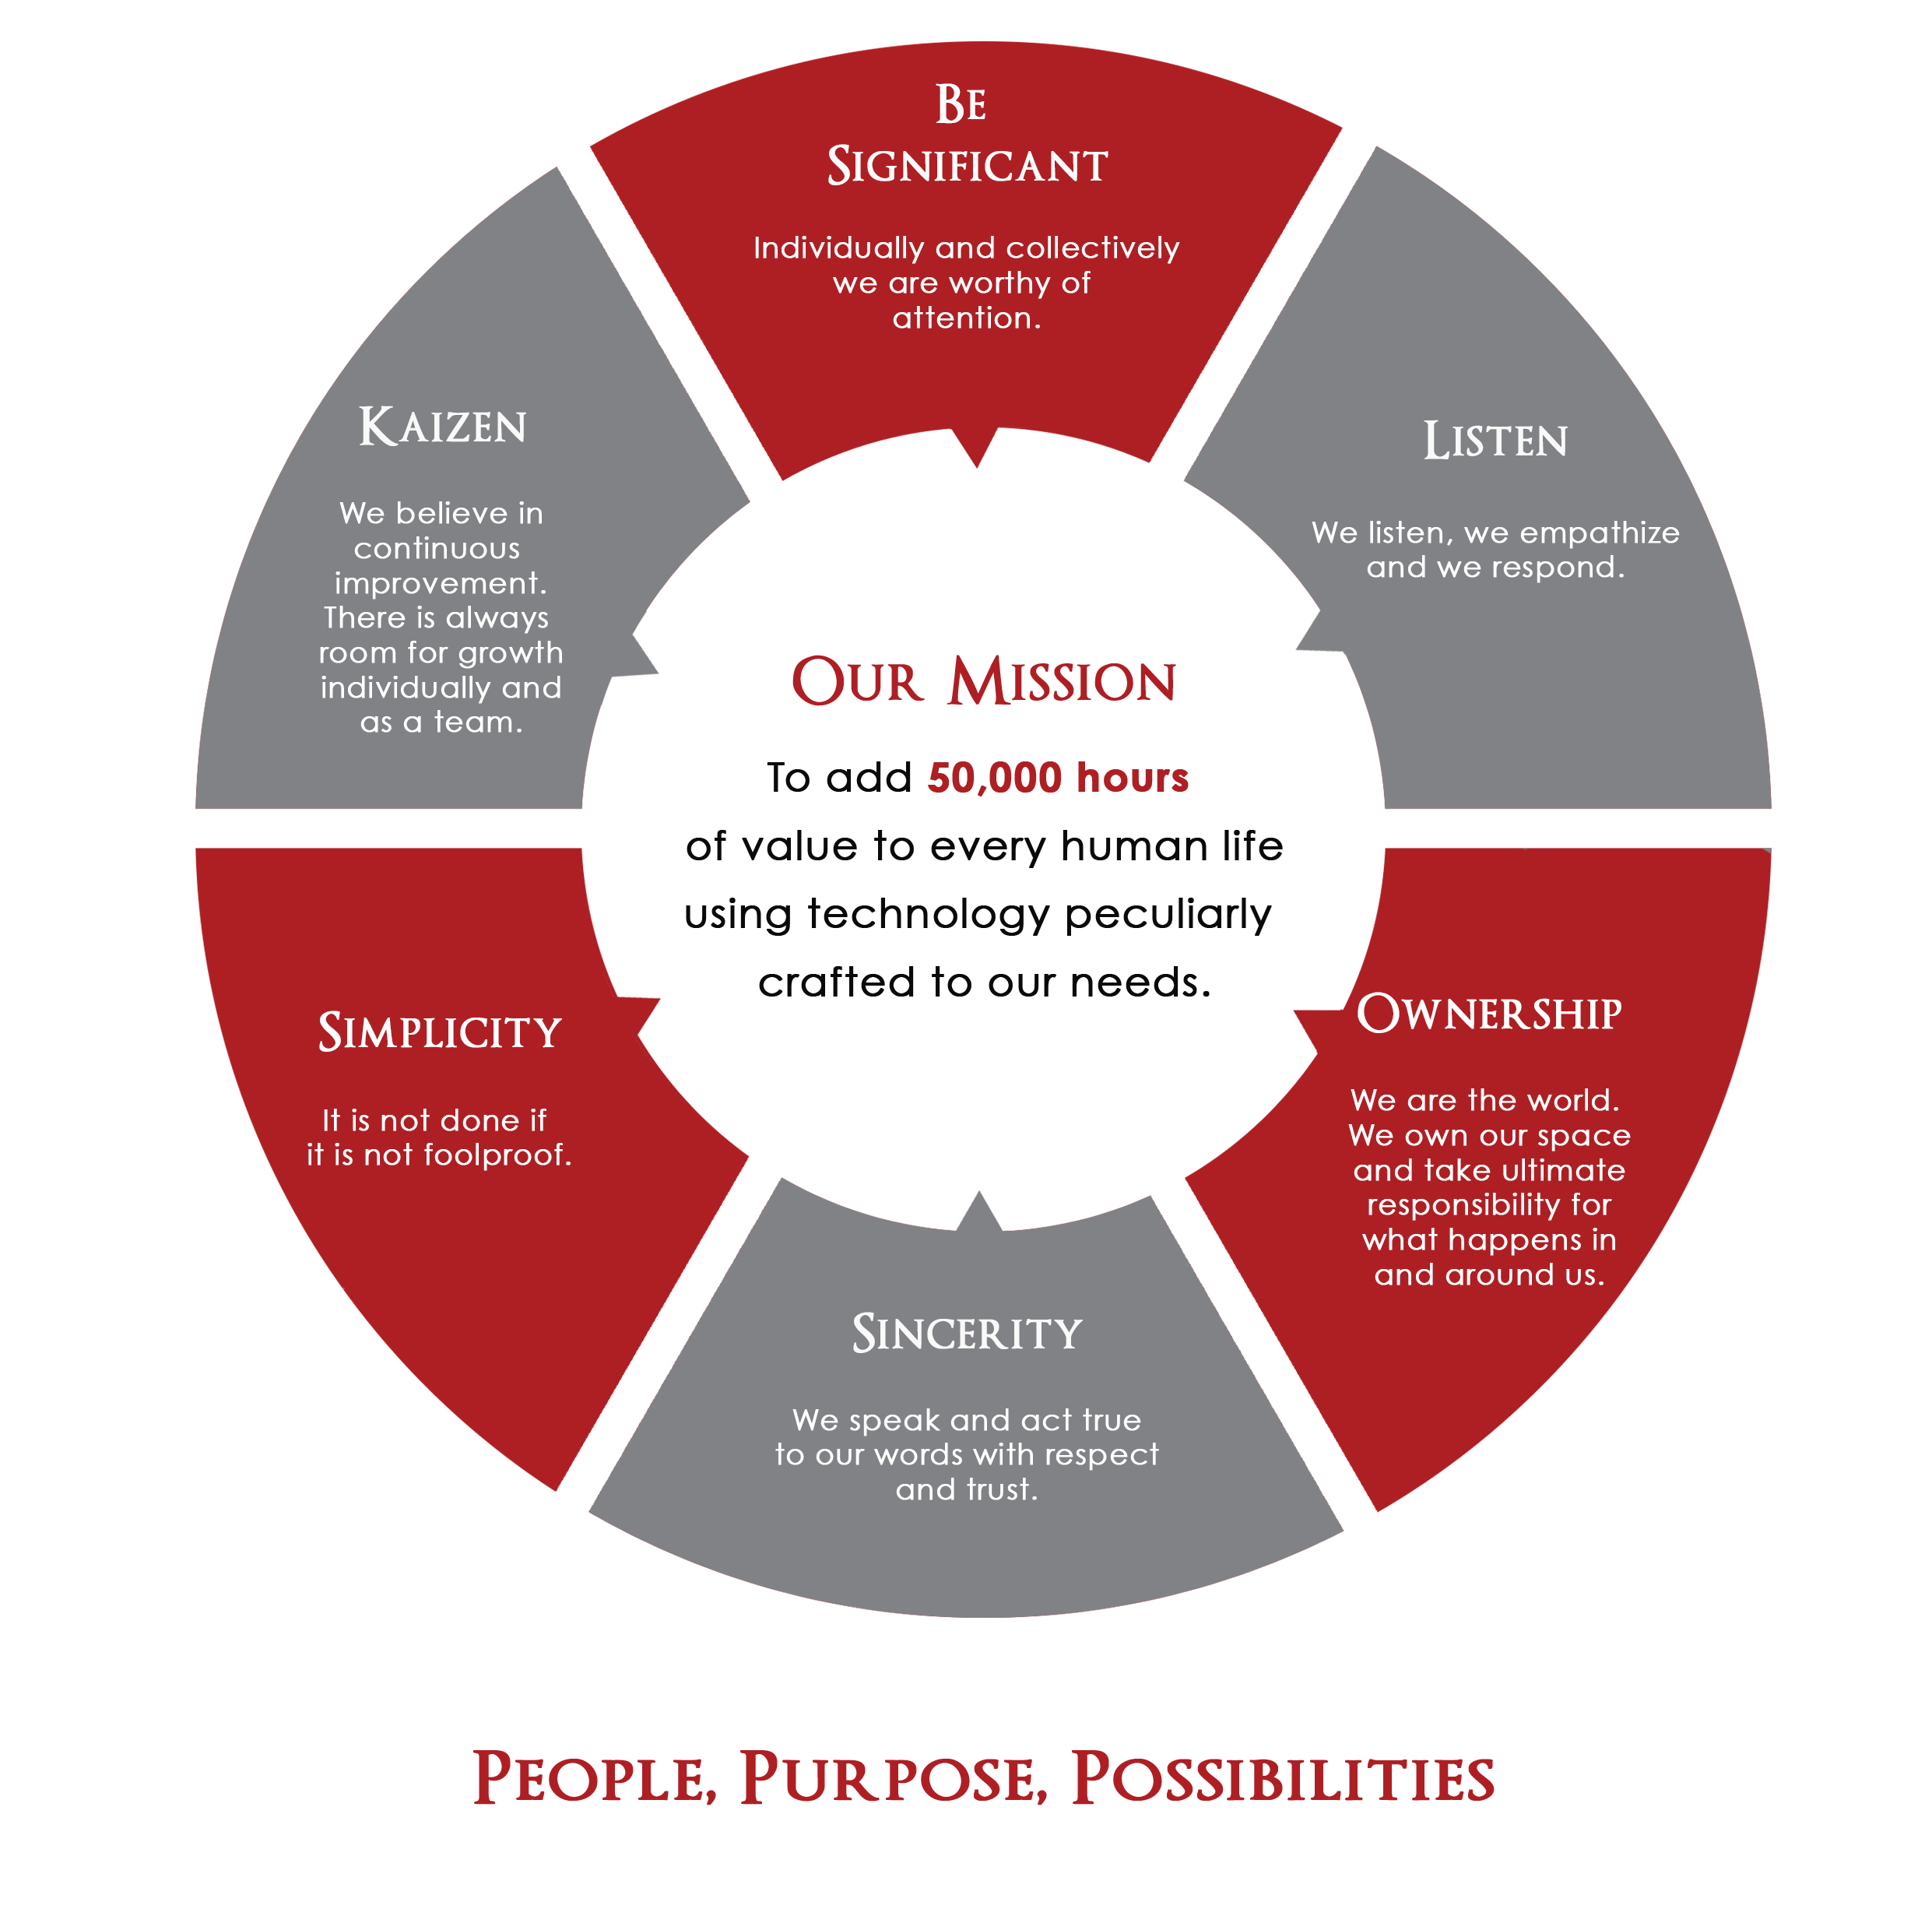 Be
Significant
Individually and collectively
we are worthy of
attention.
Listen
We listen, we empathize
and we respond.
Ownership
We are the world.
We own our space
and take ultimate
responsibility for
what happens in
and around us.
Sincerity
We speak and act true
to our words with respect
and trust.
Simplicity
It is not done if
it is not foolproof.
Kaizen
We believe in
continuous
improvement.
There is always
room for growth
individually and
as a team.
Our Mission
To add 50,000 hours
of value to every human life
using technology peculiarly
crafted to our needs.
People, Purpose, Possibilities